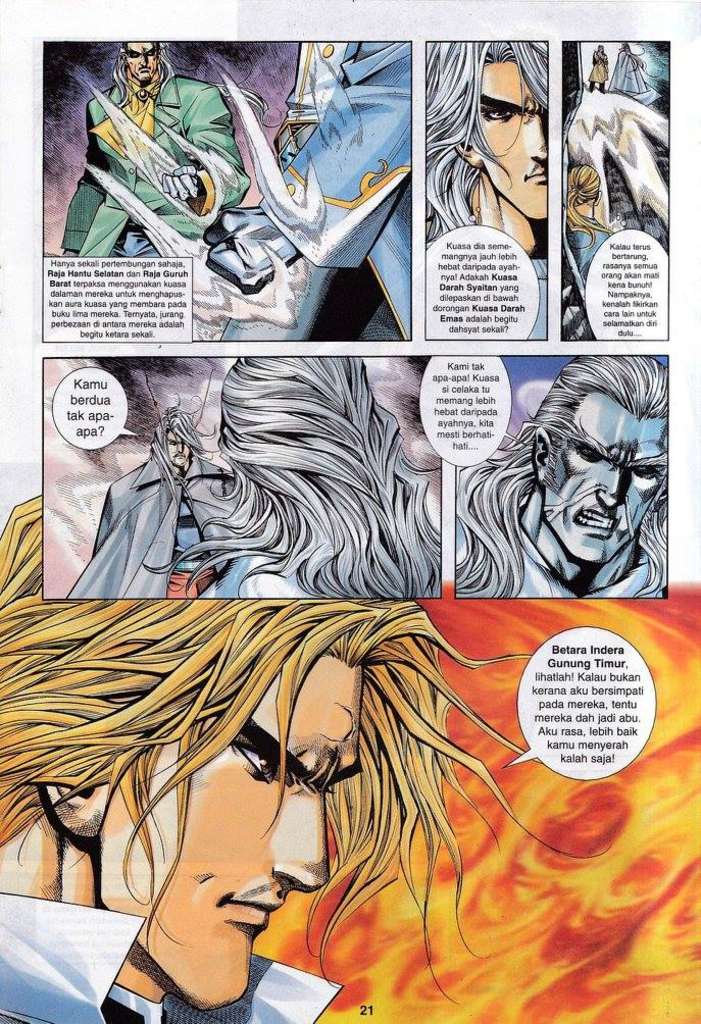 Hanya sekali pertembungan sahaja,
Raja Hantu Selatan dan Raja Guruh
Barat terpaksa menggunakan kuasa
dalaman mereka untuk menghapus-
kan aura kuasa yang membara pada
buku lima mereka. Ternyata, jurang
perbezaan di antara mereka adalah
begitu ketara sekali.
Kuasa dia seme-
mangnya jauh lebih
hebat daripada ayah-
nya! Adakah Kuasa
Darah Syaitan yang
dilepaskan di bawah
dorongan Kuasa Darah
Emas adalah begitu
dahsyat sekali?
Kalau terus
bertarung,
rasanya semua
orang akan mati
kena bunuh!
Nampaknya,
kenalah fikirkan
cara lain untuk
selamatkan diri
dulu....
Kamu
berdua
tak apa-
apa?
Kami tak
apa-apa! Kuasa
si celaka tu
memang lebih
hebat daripada
ayahnya, kita
mesti berhati-
hati....
Betara Indera
Gunung Timur,
lihatlah! Kalau bukan
kerana aku bersimpati
pada mereka, tentu
mereka dah jadi abu.
Aku rasa, lebih baik
kamu menyerah
kalah saja!
21